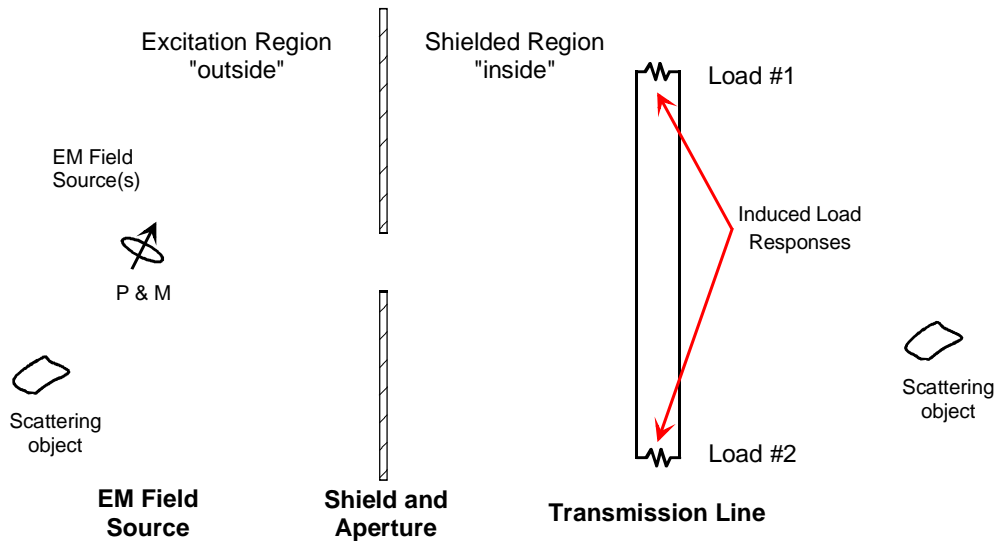 Excitation Region
"outside"
Shielded Region
"inside"
Load #1
EM Field
Source(s)
P & M
Induced Load
Responses
Scattering
object
Scattering
object
Load #2
EM Field
Source
Shield and
Aperture
Transmission Line